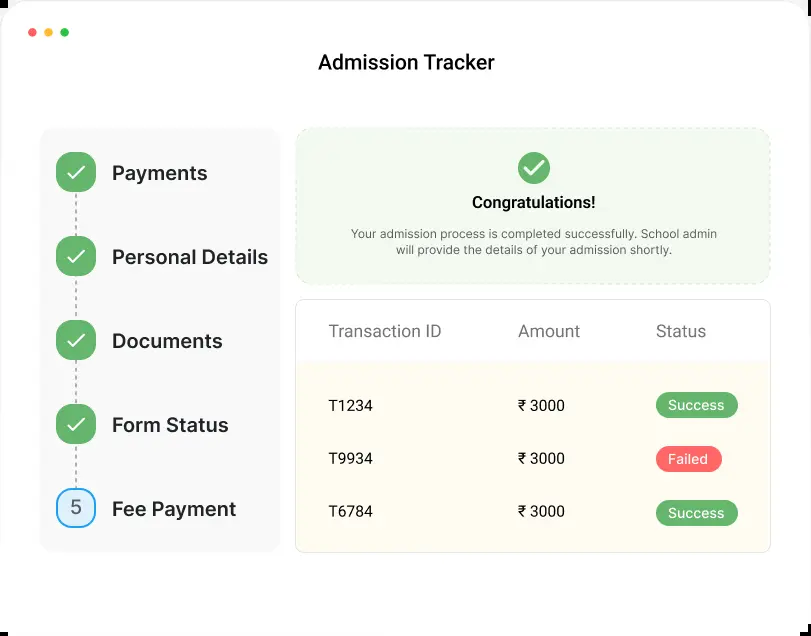 Admission Tracker
Payments
Personal Details
Documents
Form Status
5 Fee Payment
Congratulations!
Your admission process is completed successfully. School admin
will provide the details of your admission shortly.
Transaction ID Amount Status
T1234 ₹ 3000 Success
T9934 ₹ 3000 Failed
T6784 ₹ 3000 Success